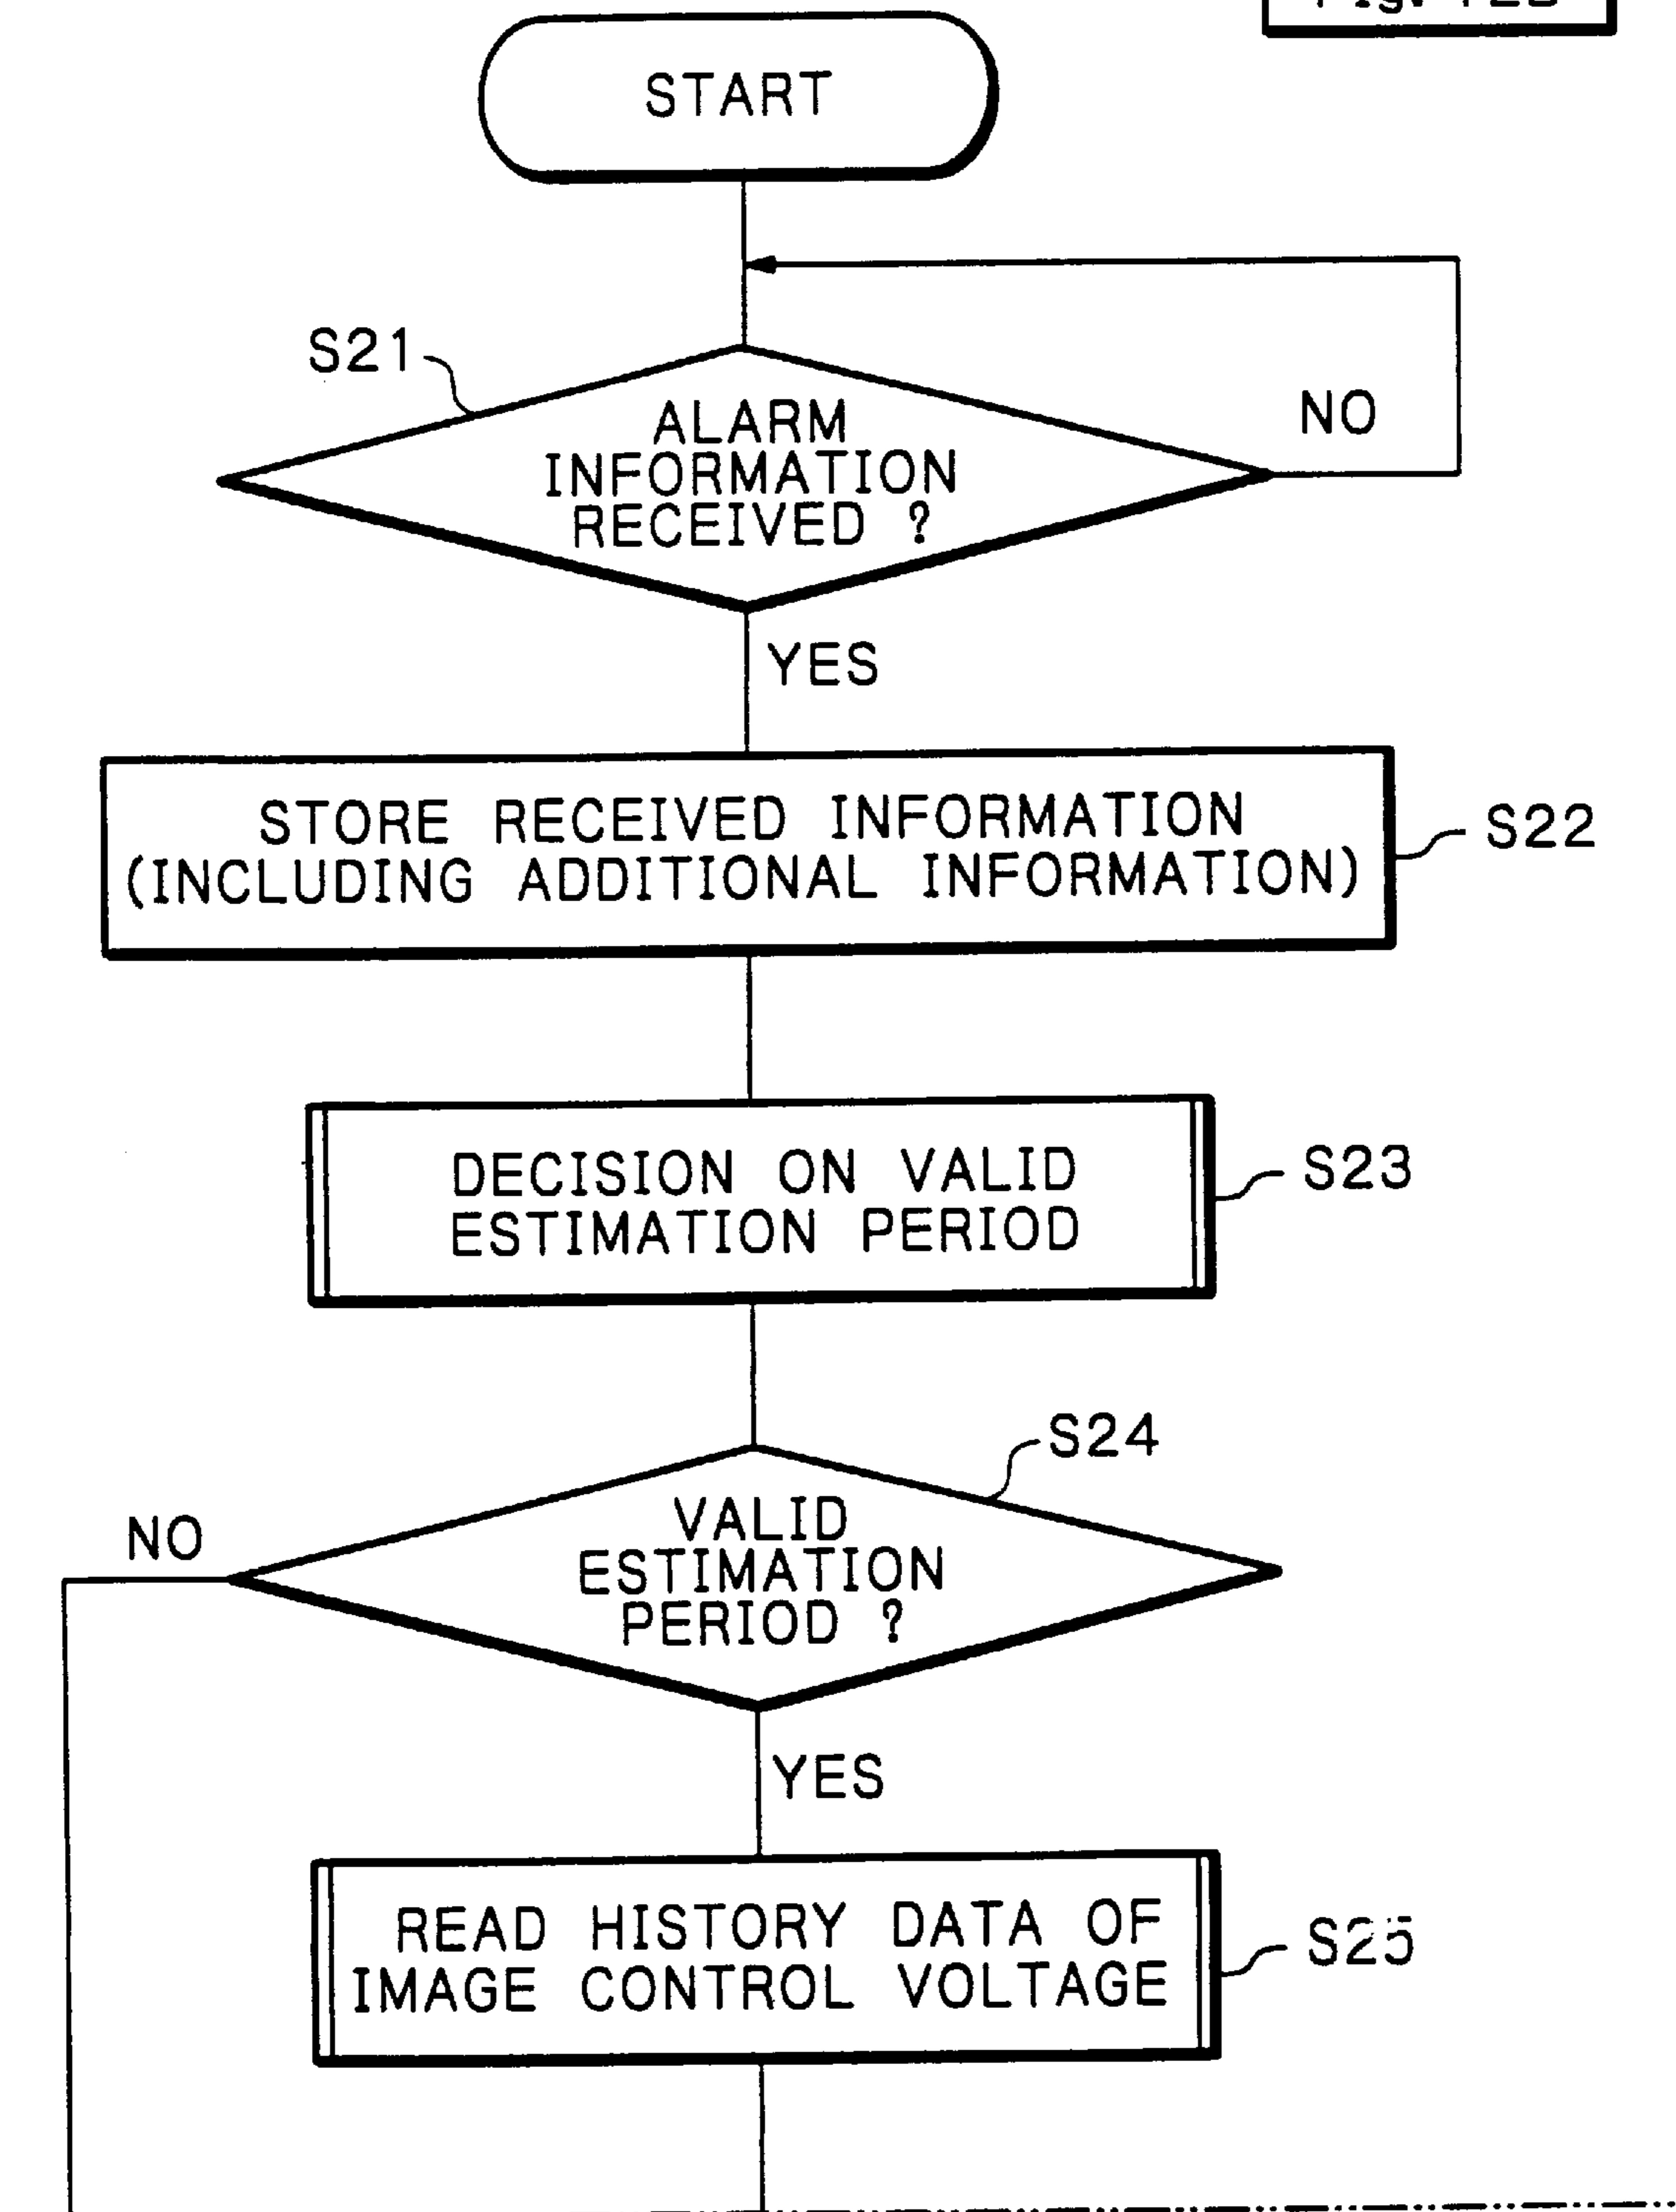 START
S21
ALARM
INFORMATION
RECEIVED ?
NO
YES
STORE RECEIVED INFORMATION
(INCLUDING ADDITIONAL INFORMATION)
S22
DECISION ON VALID
ESTIMATION PERIOD
S23
S24
VALID
ESTIMATION
PERIOD ?
NO
YES
READ HISTORY DATA OF
IMAGE CONTROL VOLTAGE
S25